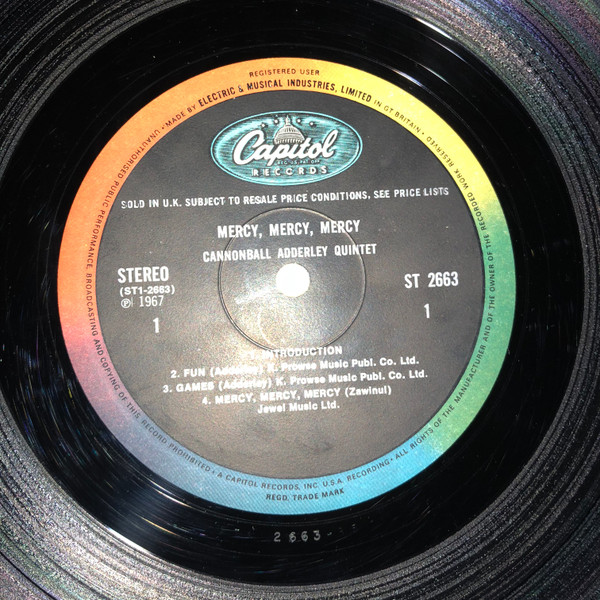 REGISTERED USER
• MADE BY ELECTRIC & MUSICAL INDUSTRIES, LIMITED IN GT BRITAIN •
UNAUTHORISED PUBLIC PERFORMANCE, BROADCASTING AND COPYING OF THIS RECORD PROHIBITED • A CAPITOL RECORDS, INC. U.S.A. RECORDING • ALL RIGHTS OF THE MANUFACTURER AND OF THE OWNER OF THE RECORDED WORK RESERVED
REGD. TRADE MARK
Capitol
REG. U.S. PAT. OFF.
RECORDS
SOLD IN U.K. SUBJECT TO RESALE PRICE CONDITIONS, SEE PRICE LISTS
MERCY, MERCY, MERCY
CANNONBALL ADDERLEY QUINTET
STEREO
(ST1-2663)
℗ 1967
1
ST 2663
1
INTRODUCTION
2. FUN (Adderley) K. Prowse Music Publ. Co. Ltd.
3. GAMES (Adderley) K. Prowse Music Publ. Co. Ltd.
4. MERCY, MERCY, MERCY (Zawinul)
Jewel Music Ltd.
2663